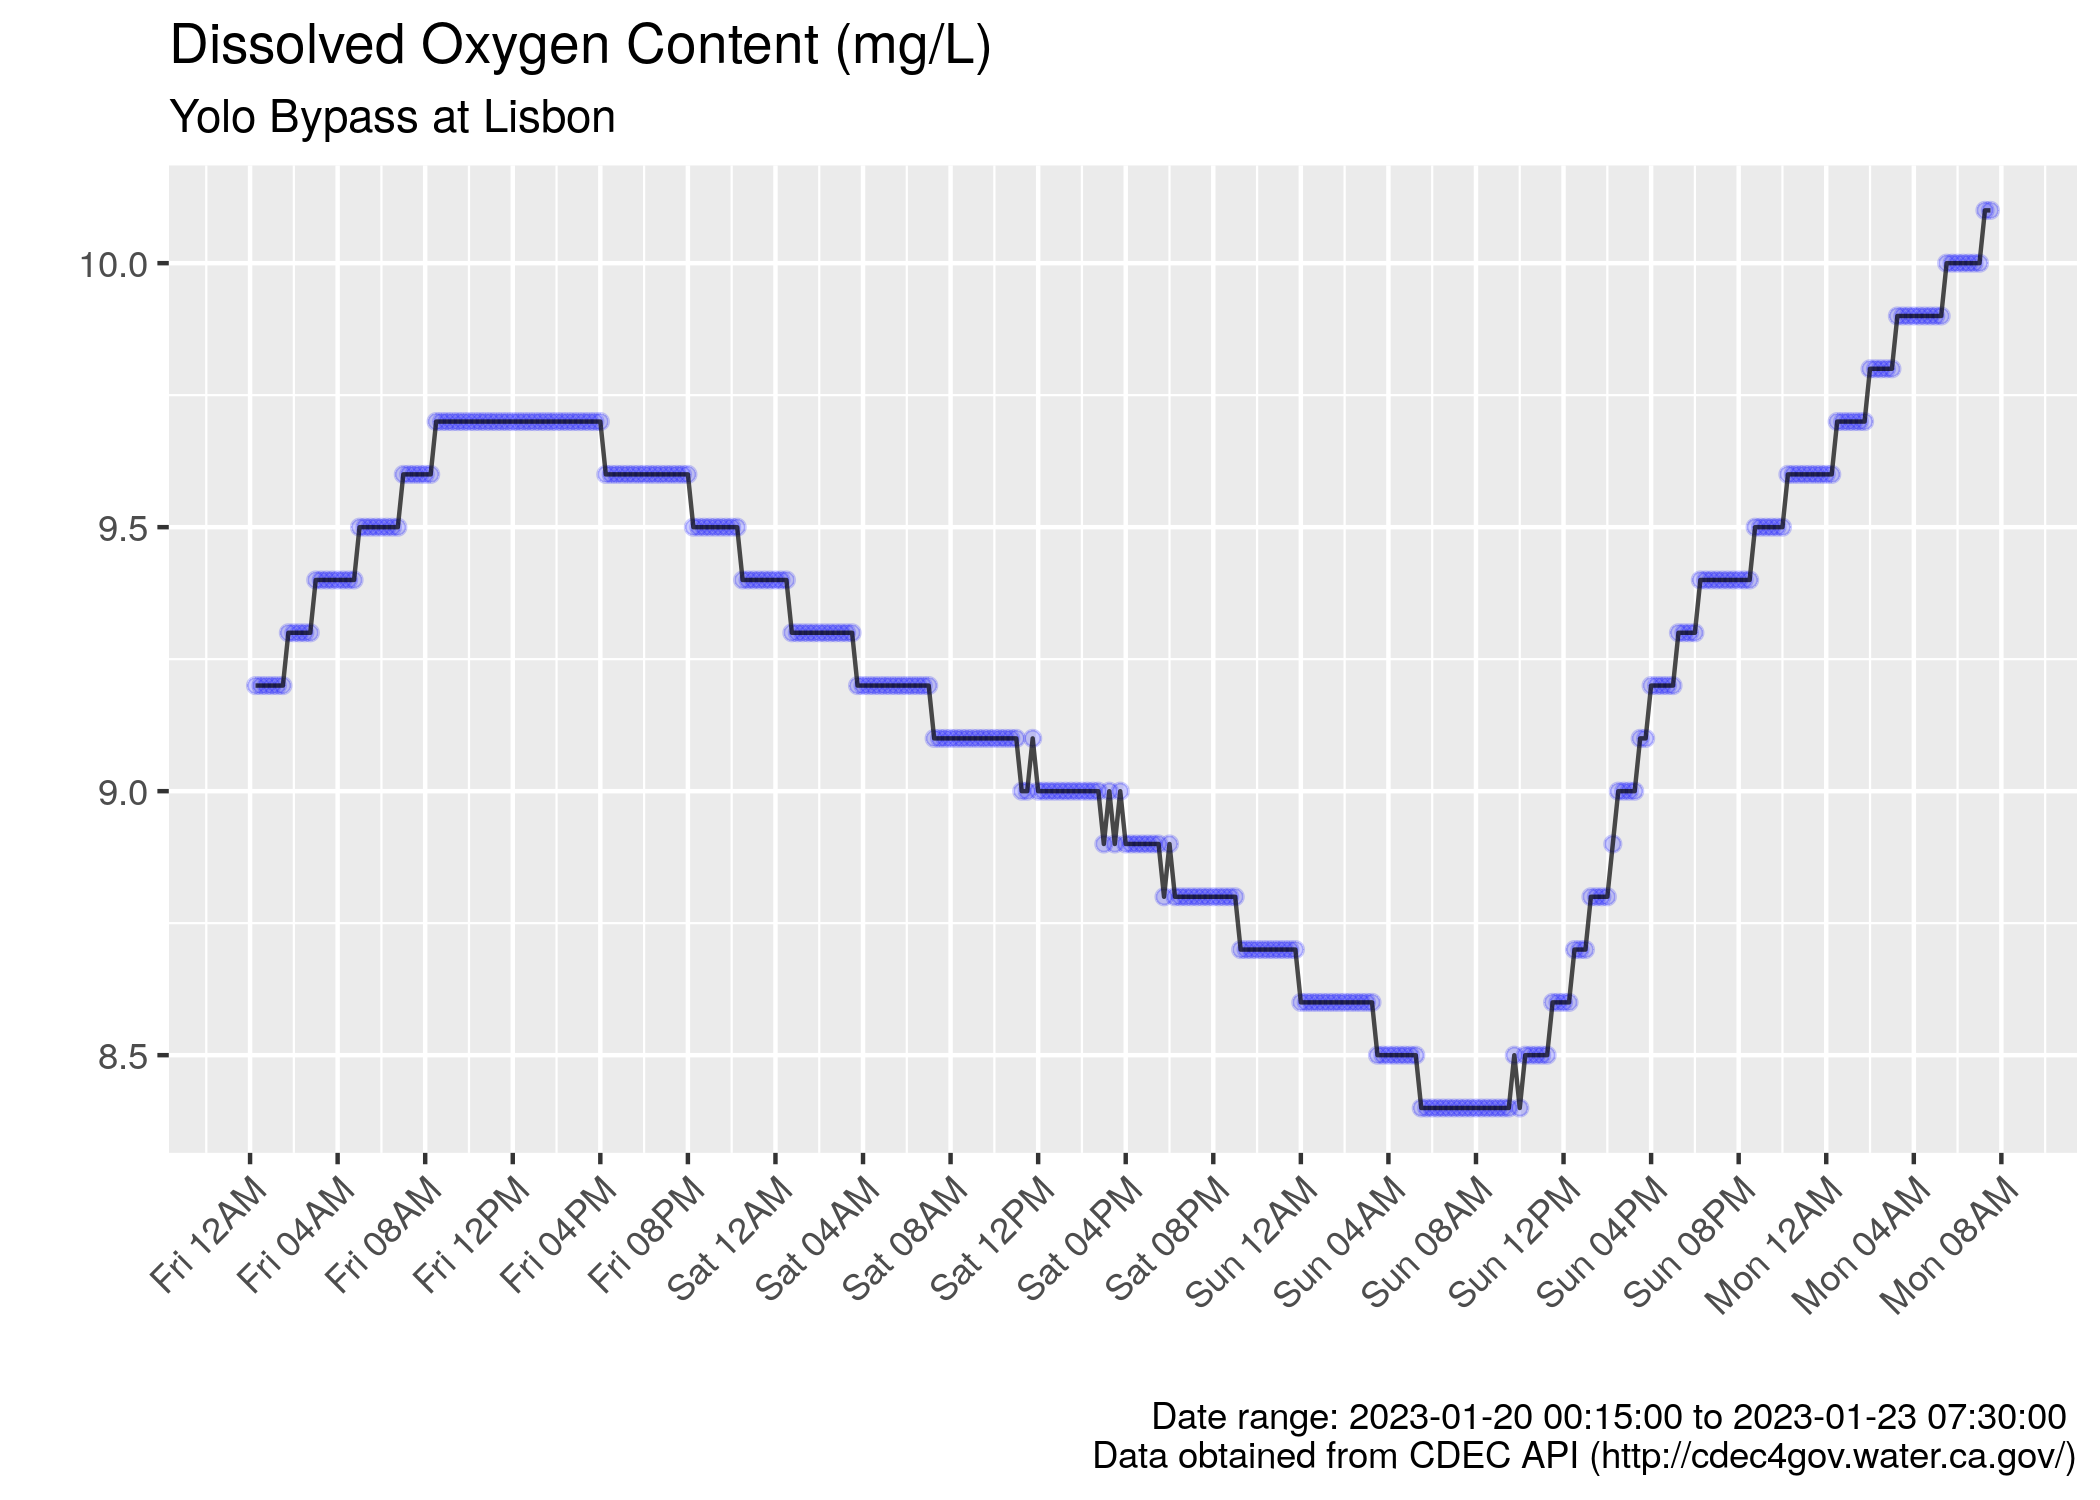 Dissolved Oxygen Content (mg/L)
Yolo Bypass at Lisbon
10.0
9.5
9.0
8.5
Fri 12AM
Fri 04AM
Fri 08AM
Fri 12PM
Fri 04PM
Fri 08PM
Sat 12AM
Sat 04AM
Sat 08AM
Sat 12PM
Sat 04PM
Sat 08PM
Sun 12AM
Sun 04AM
Sun 08AM
Sun 12PM
Sun 04PM
Sun 08PM
Mon 12AM
Mon 04AM
Mon 08AM
Date range: 2023-01-20 00:15:00 to 2023-01-23 07:30:00
Data obtained from CDEC API (http://cdec4gov.water.ca.gov/)